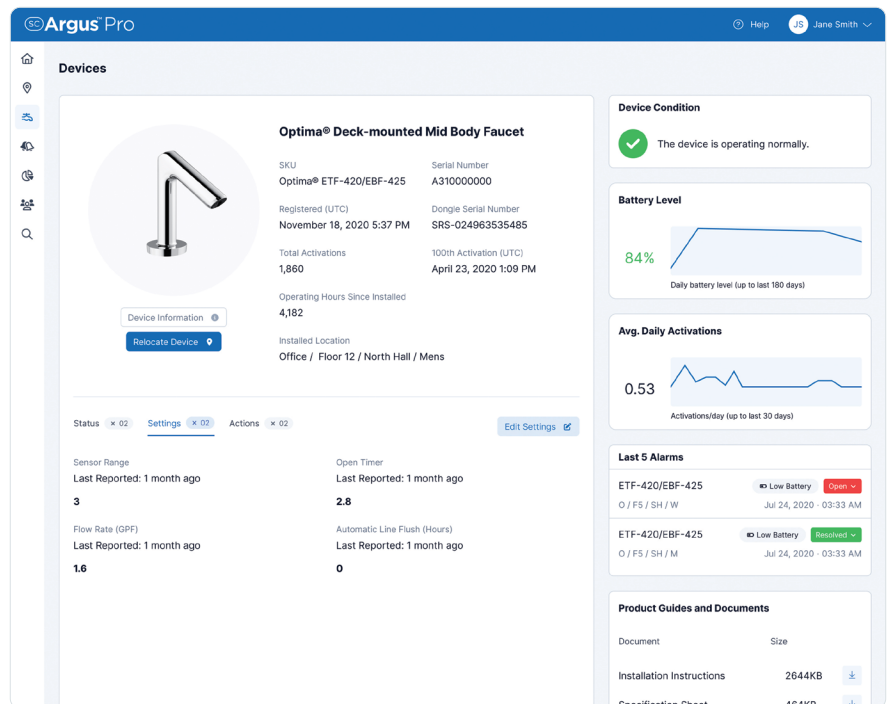 SC Argus™ Pro
Help
JS
Jane Smith
Devices
Optima® Deck-mounted Mid Body Faucet
SKU
Optima® ETF-420/EBF-425
Serial Number
A310000000
Registered (UTC)
November 18, 2020 5:37 PM
Dongle Serial Number
SRS-024963535485
Total Activations
1,860
100th Activation (UTC)
April 23, 2020 1:09 PM
Operating Hours Since Installed
4,182
Installed Location
Office / Floor 12 / North Hall / Mens
Device Information
Relocate Device
Status × 02
Settings × 02
Actions × 02
Edit Settings
Sensor Range
Last Reported: 1 month ago
3
Open Timer
Last Reported: 1 month ago
2.8
Flow Rate (GPF)
Last Reported: 1 month ago
1.6
Automatic Line Flush (Hours)
Last Reported: 1 month ago
0
Device Condition
The device is operating normally.
Battery Level
84%
Daily battery level (up to last 180 days)
Avg. Daily Activations
0.53
Activations/day (up to last 30 days)
Last 5 Alarms
ETF-420/EBF-425
Low Battery
Open
O / F5 / SH / W
Jul 24, 2020 · 03:33 AM
ETF-420/EBF-425
Low Battery
Resolved
O / F5 / SH / M
Jul 24, 2020 · 03:33 AM
Product Guides and Documents
Document
Size
Installation Instructions
2644KB
Specification Sheet
464KB